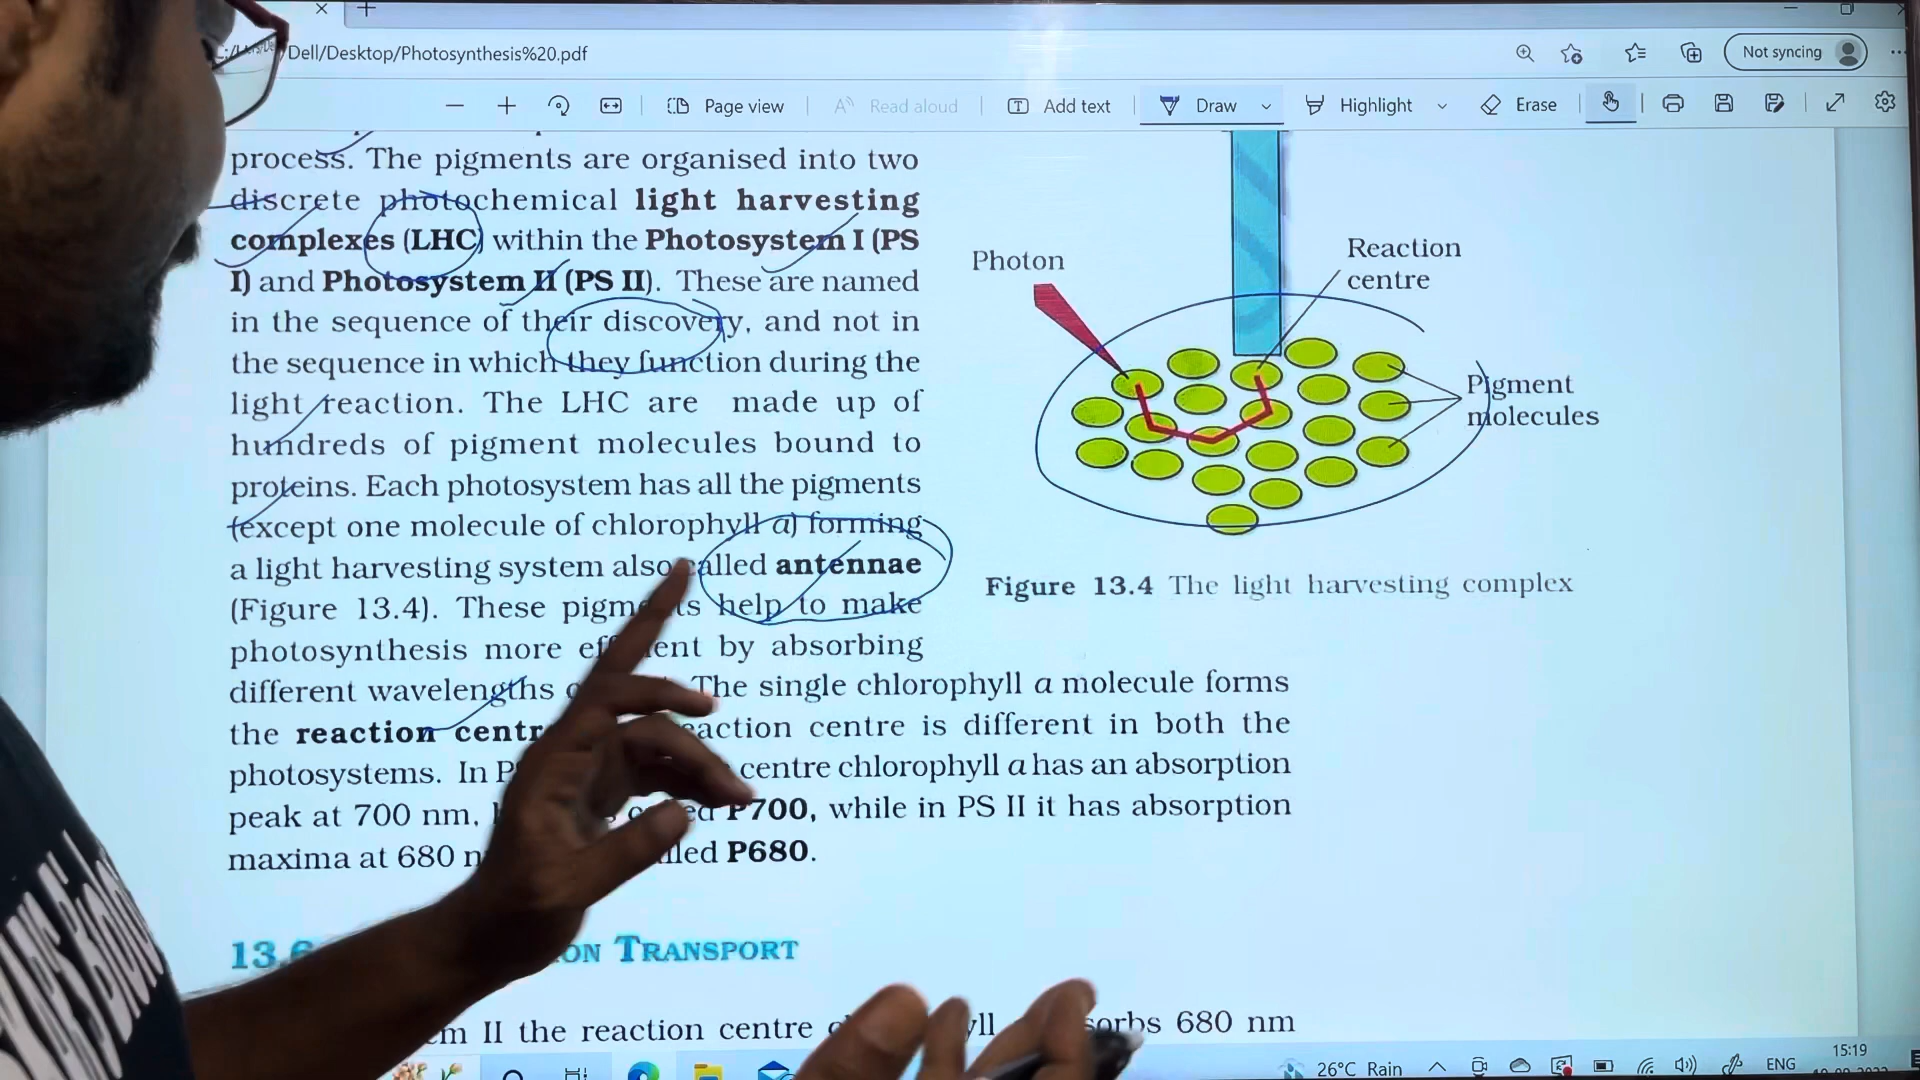 Dell/Desktop/Photosynthesis%20.pdf
Not syncing
Page view
Read aloud
Add text
Draw
Highlight
Erase
process. The pigments are organised into two
discrete photochemical light harvesting
complexes (LHC) within the Photosystem I (PS
I) and Photosystem II (PS II). These are named
in the sequence of their discovery, and not in
the sequence in which they function during the
light reaction. The LHC are made up of
hundreds of pigment molecules bound to
proteins. Each photosystem has all the pigments
(except one molecule of chlorophyll a) forming
a light harvesting system also called antennae
(Figure 13.4). These help to make
photosynthesis more by absorbing
different wavelengths The single chlorophyll a molecule forms
the reaction centre is different in both the
photosystems. In centre chlorophyll a has an absorption
peak at 700 nm, P700, while in PS II it has absorption
maxima at 680 P680.
Photon
Reaction
centre
Pigment
molecules
Figure 13.4 The light harvesting complex
TRANSPORT
II the reaction centre 680 nm
26°C Rain
ENG
15:19